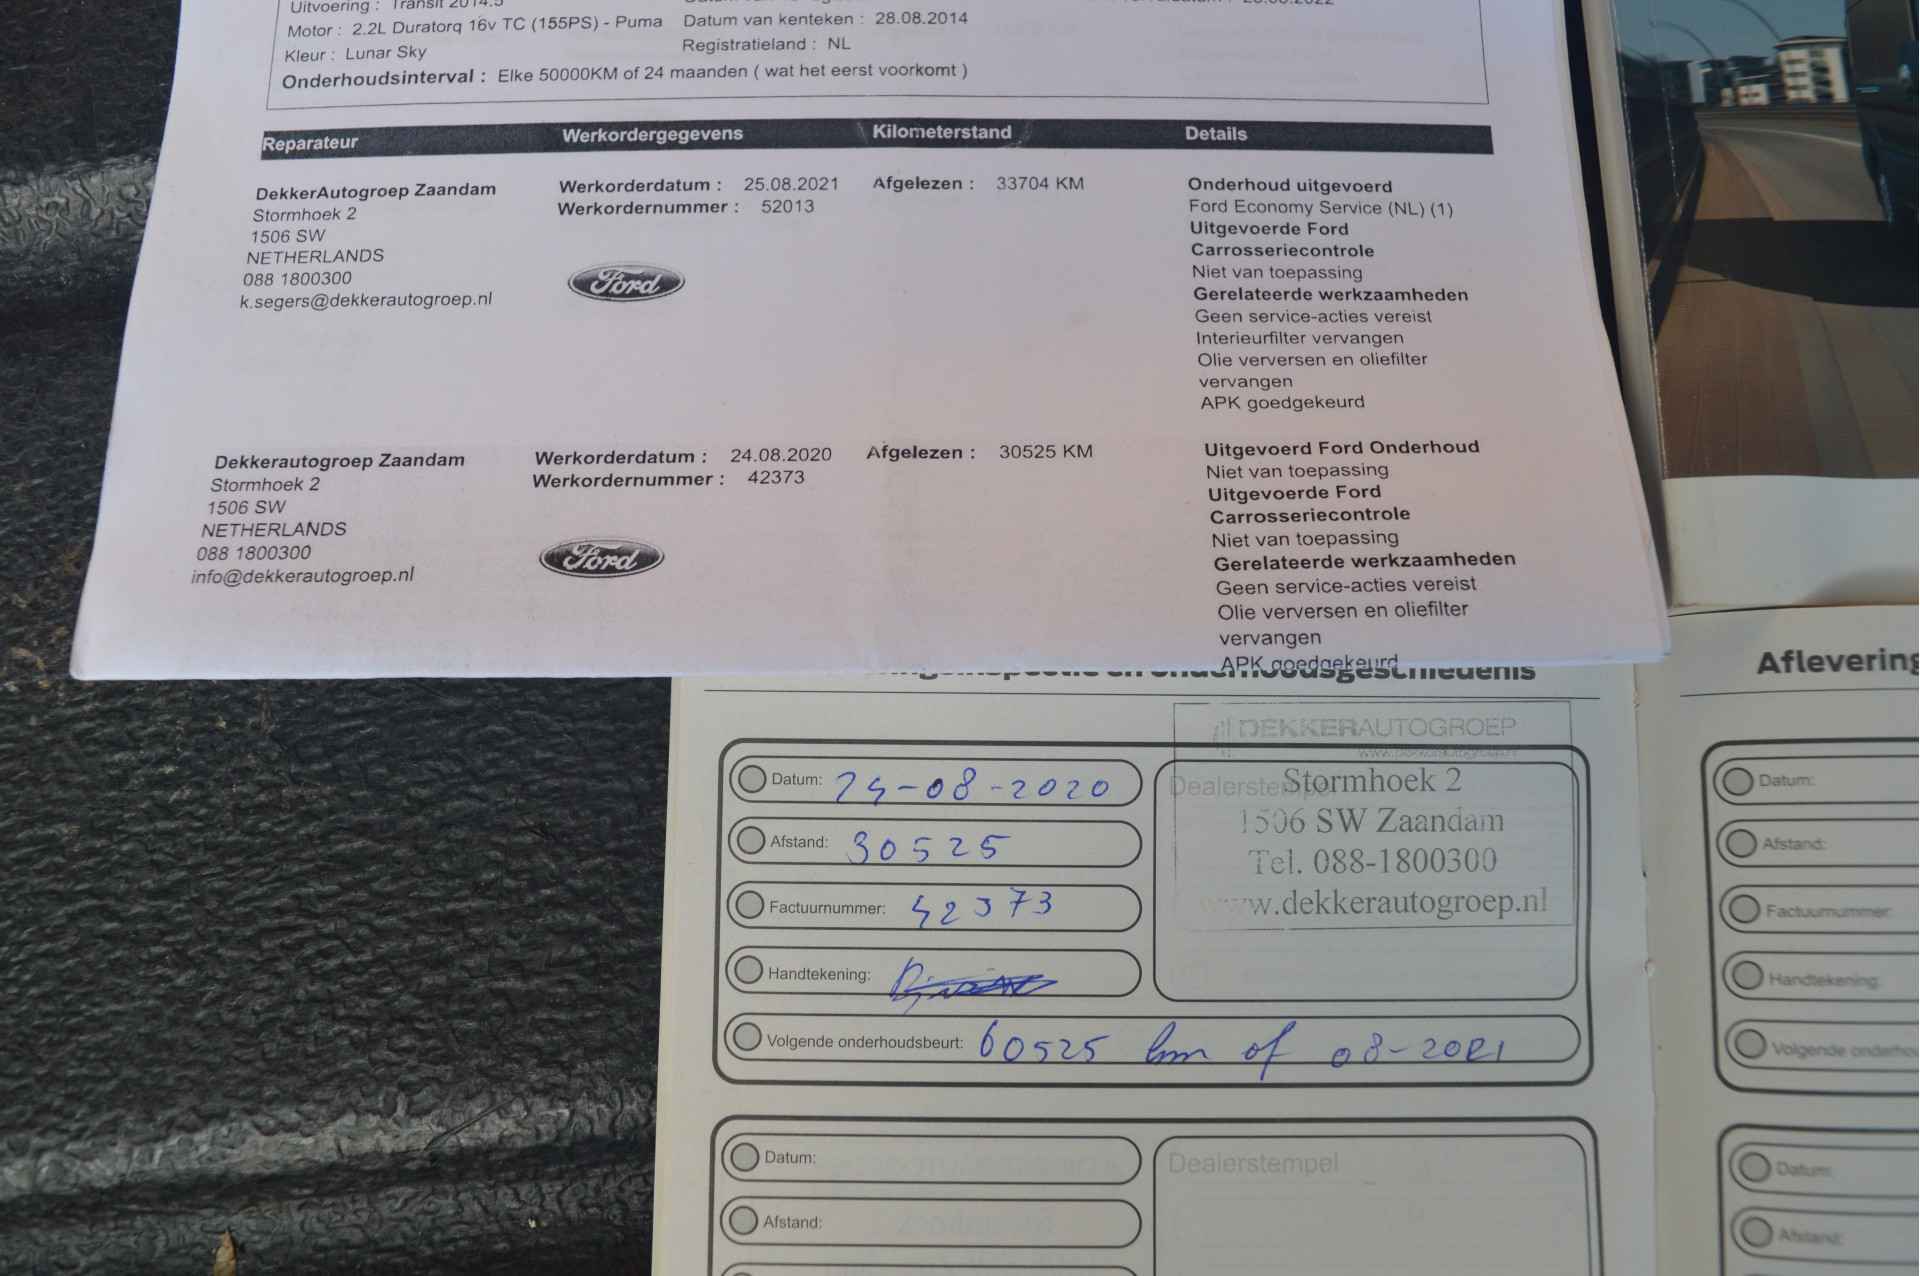 Uitvoering : Transit 2014.5
Motor : 2.2L Duratorq 16v TC (155PS) - Puma Datum van kenteken : 28.08.2014
Kleur : Lunar Sky Registratieland : NL
Onderhoudsinterval : Elke 50000KM of 24 maanden ( wat het eerst voorkomt )
Reparateur Werkordergegevens Kilometerstand Details
DekkerAutogroep Zaandam Werkorderdatum : 25.08.2021 Afgelezen : 33704 KM Onderhoud uitgevoerd
Stormhoek 2 Werkordernummer : 52013 Ford Economy Service (NL) (1)
1506 SW Uitgevoerde Ford
NETHERLANDS Carrosseriecontrole
088 1800300 Niet van toepassing
k.segers@dekkerautogroep.nl Ford Gerelateerde werkzaamheden
Geen service-acties vereist
Interieurfilter vervangen
Olie verversen en oliefilter
vervangen
APK goedgekeurd
Dekkerautogroep Zaandam Werkorderdatum : 24.08.2020 Afgelezen : 30525 KM Uitgevoerd Ford Onderhoud
Stormhoek 2 Werkordernummer : 42373 Niet van toepassing
1506 SW Uitgevoerde Ford
NETHERLANDS Carrosseriecontrole
088 1800300 Ford Niet van toepassing
info@dekkerautogroep.nl Gerelateerde werkzaamheden
Geen service-acties vereist
Olie verversen en oliefilter
vervangen
APK goedgekeurd
en onderhoudsgeschiedenis
DEKKERAUTOGROEP
www.dekkerautogroep.nl
Datum: 24-08-2020 Dealerstempel
Stormhoek 2
Afstand: 30525 1506 SW Zaandam
Tel. 088-1800300
Factuurnummer: 42373 www.dekkerautogroep.nl
Handtekening:
Volgende onderhoudsbeurt: 60525 km of 08-2021
Datum: Dealerstempel
Afstand:
Aflevering
Datum:
Afstand:
Factuurnummer:
Handtekening:
Volgende
Datum:
Afstand: